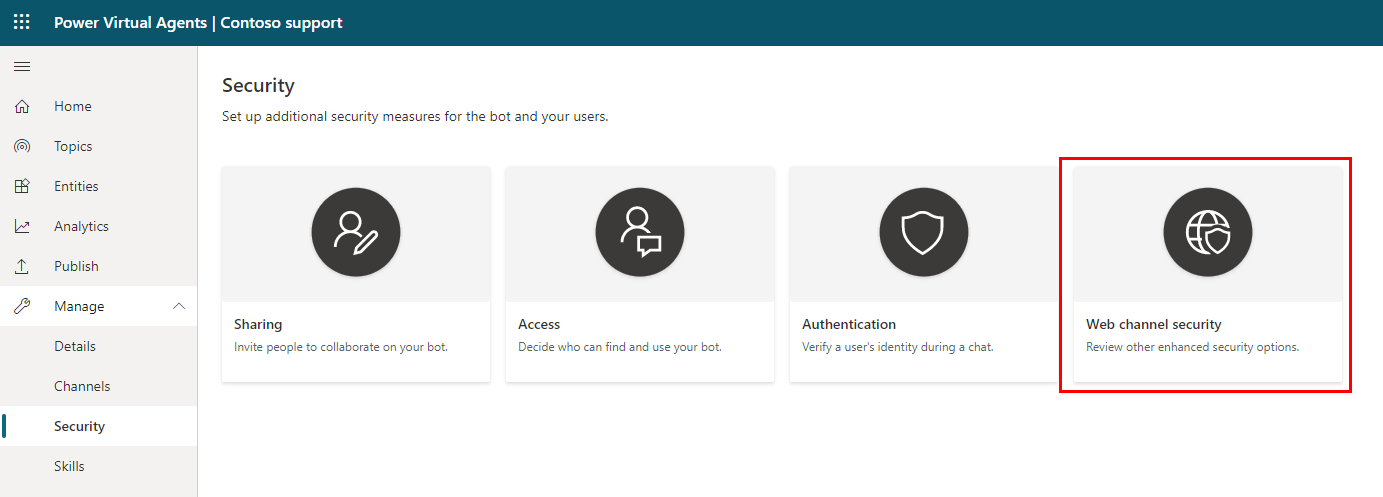 Power Virtual Agents | Contoso support
Home
Topics
Entities
Analytics
Publish
Manage
Details
Channels
Security
Skills
Security
Set up additional security measures for the bot and your users.
Sharing
Invite people to collaborate on your bot.
Access
Decide who can find and use your bot.
Authentication
Verify a user's identity during a chat.
Web channel security
Review other enhanced security options.